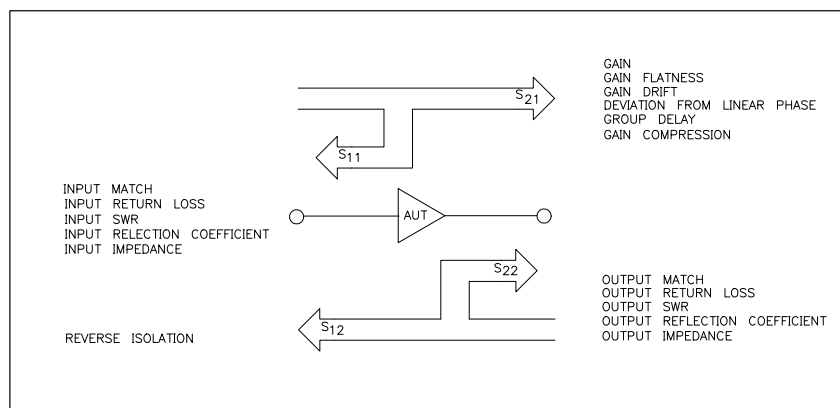 GAIN
GAIN FLATNESS
GAIN DRIFT
DEVIATION FROM LINEAR PHASE
GROUP DELAY
GAIN COMPRESSION
S21
S11
INPUT MATCH
INPUT RETURN LOSS
INPUT SWR
INPUT RELECTION COEFFICIENT
INPUT IMPEDANCE
AUT
S22
OUTPUT MATCH
OUTPUT RETURN LOSS
OUTPUT SWR
OUTPUT REFLECTION COEFFICIENT
OUTPUT IMPEDANCE
S12
REVERSE ISOLATION